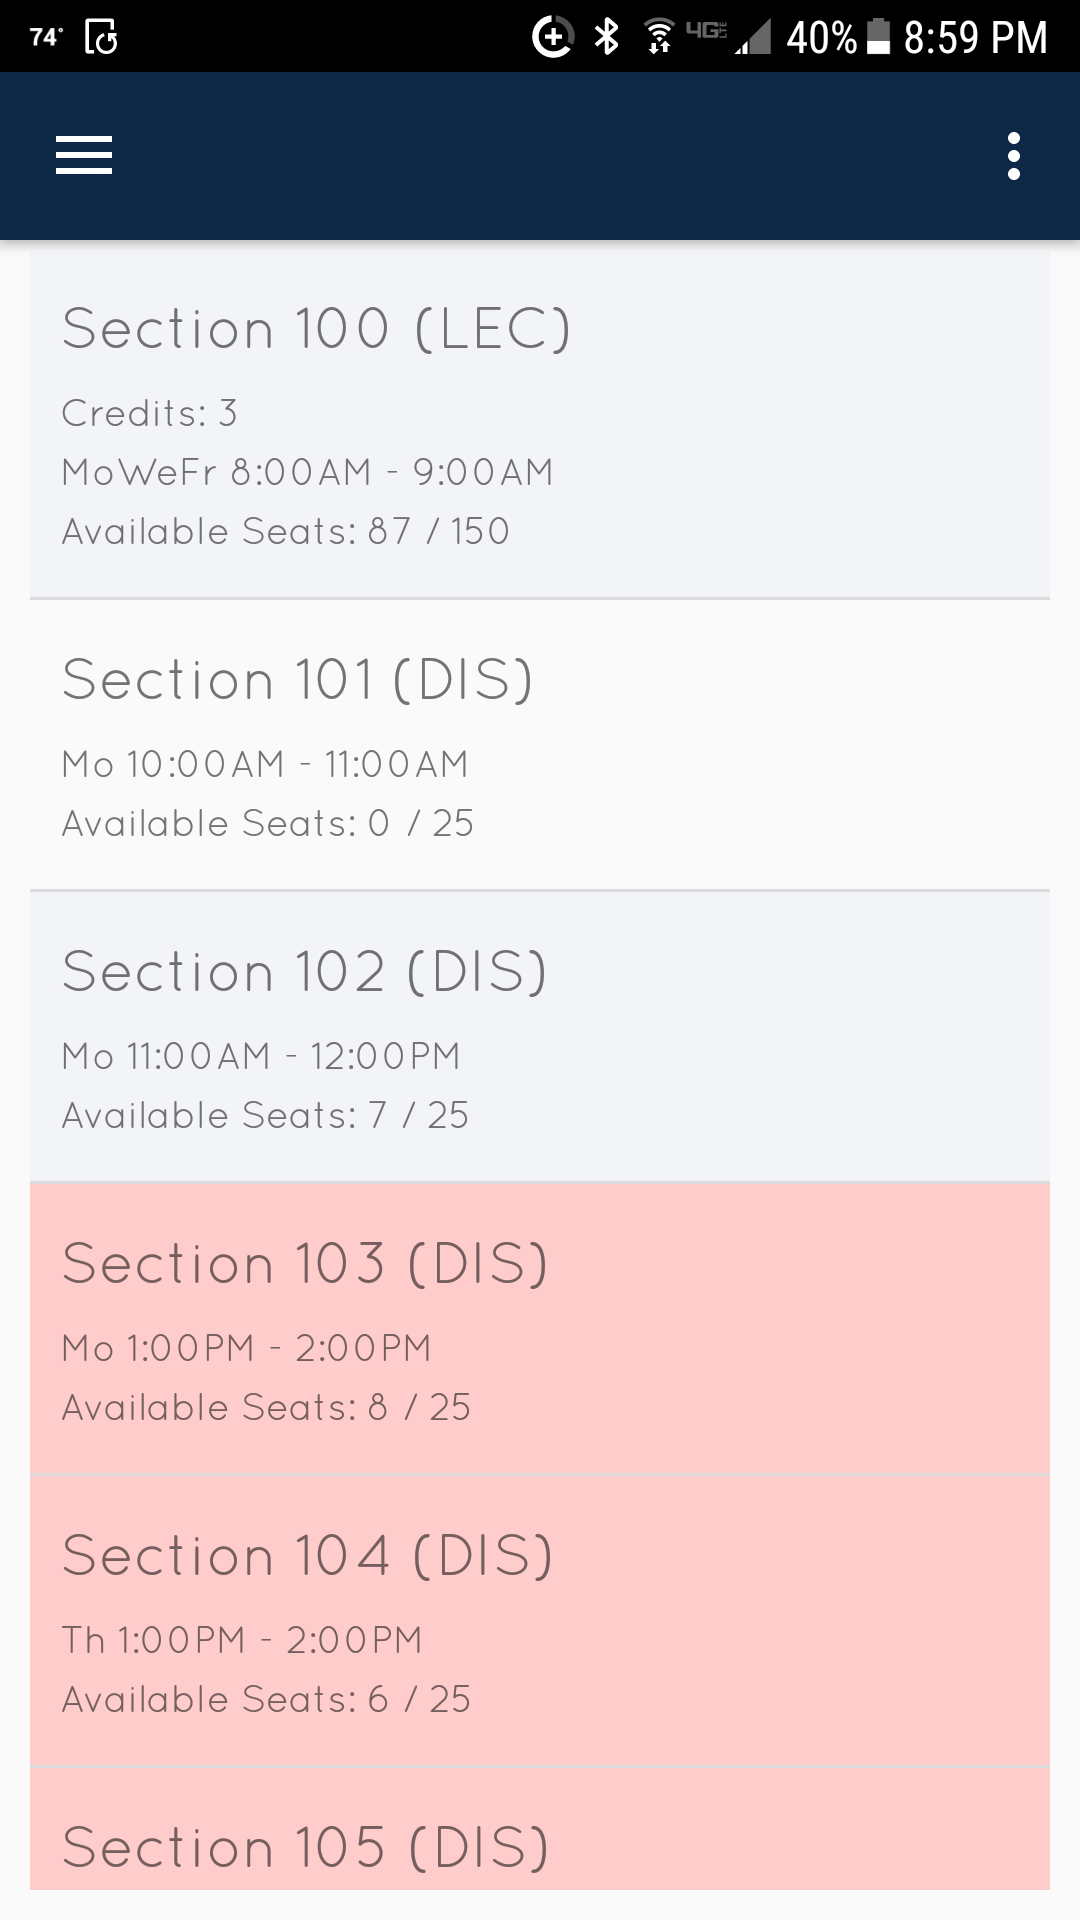 74°
4G LTE 40% 8:59 PM
Section 100 (LEC)
Credits: 3
MoWeFr 8:00AM - 9:00AM
Available Seats: 87 / 150
Section 101 (DIS)
Mo 10:00AM - 11:00AM
Available Seats: 0 / 25
Section 102 (DIS)
Mo 11:00AM - 12:00PM
Available Seats: 7 / 25
Section 103 (DIS)
Mo 1:00PM - 2:00PM
Available Seats: 8 / 25
Section 104 (DIS)
Th 1:00PM - 2:00PM
Available Seats: 6 / 25
Section 105 (DIS)